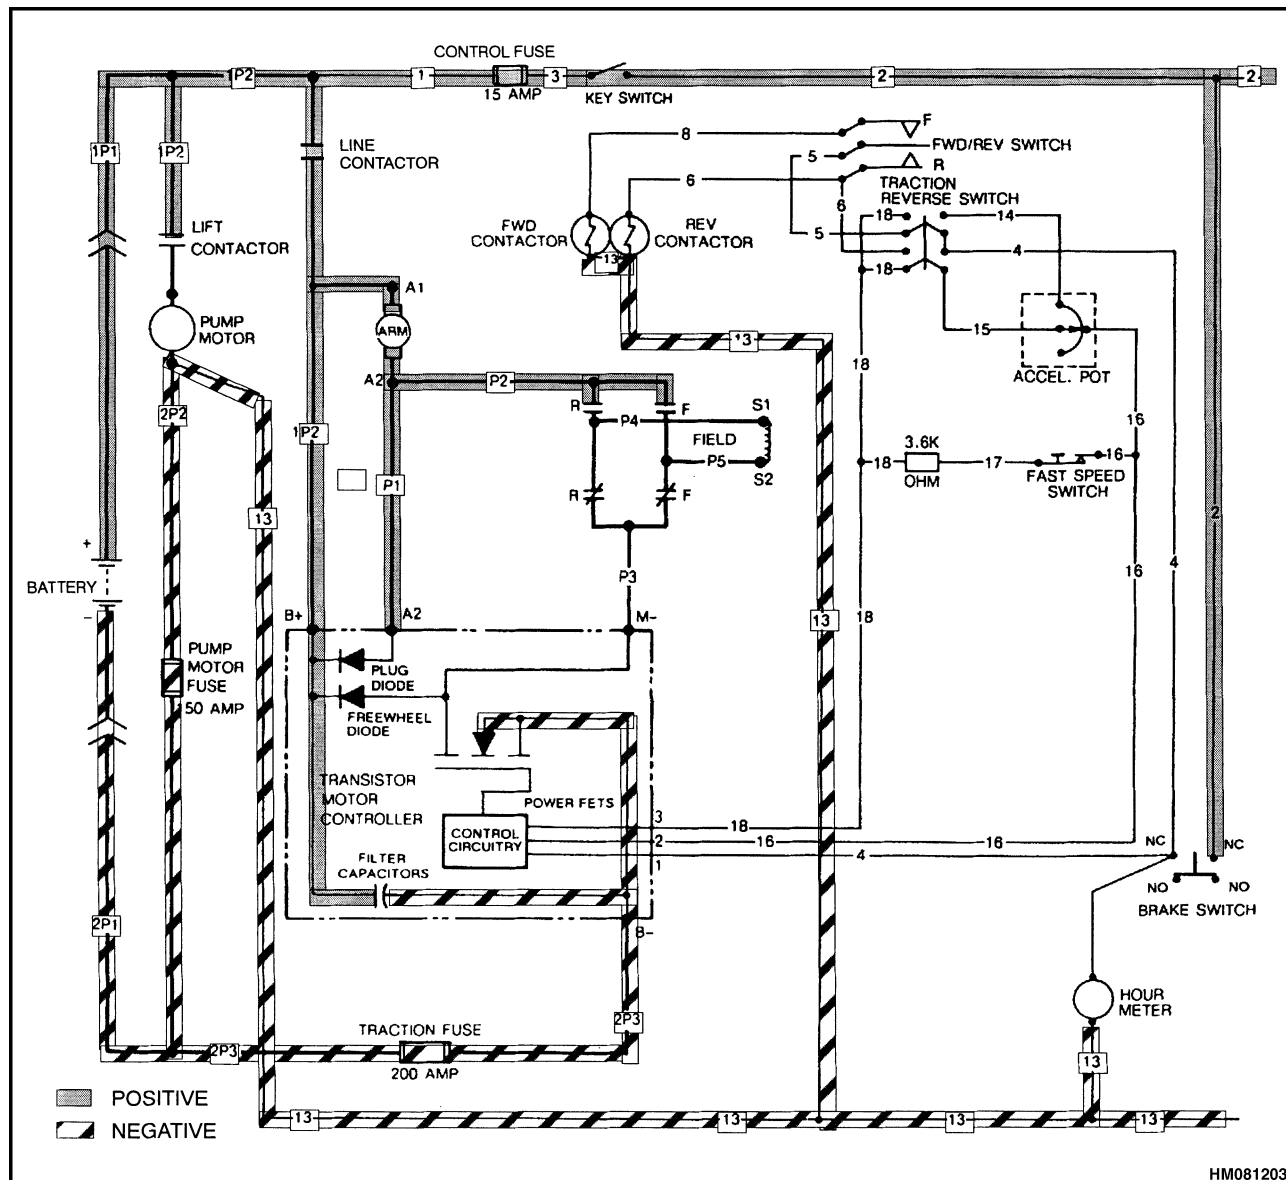 CONTROL FUSE
1P2
1
3
2
2
15 AMP
KEY SWITCH
1P1
1P2
LINE
CONTACTOR
8
F
5
FWD/REV SWITCH
R
6
6
TRACTION
REVERSE SWITCH
LIFT
CONTACTOR
FWD
CONTACTOR
REV
CONTACTOR
13
18
14
5
4
18
A1
PUMP
MOTOR
ARM
13
15
18
ACCEL. POT
A2
P2
2P2
R
F
P4
S1
FIELD
P5
S2
16
1P2
3.6K
18
17
16
OHM
FAST SPEED
SWITCH
P1
R
F
13
2
+
BATTERY
-
P3
16
4
B+
A2
M-
13
18
PUMP
MOTOR
FUSE
150 AMP
PLUG
DIODE
FREEWHEEL
DIODE
TRANSISTOR
MOTOR
CONTROLLER
POWER FETS
CONTROL
CIRCUITRY
3
18
2
16
16
1
4
NC
NC
FILTER
CAPACITORS
NO
NO
BRAKE SWITCH
2P1
B-
HOUR
METER
2P3
TRACTION FUSE
2P3
200 AMP
13
POSITIVE
13
13
13
13
NEGATIVE
HM081203